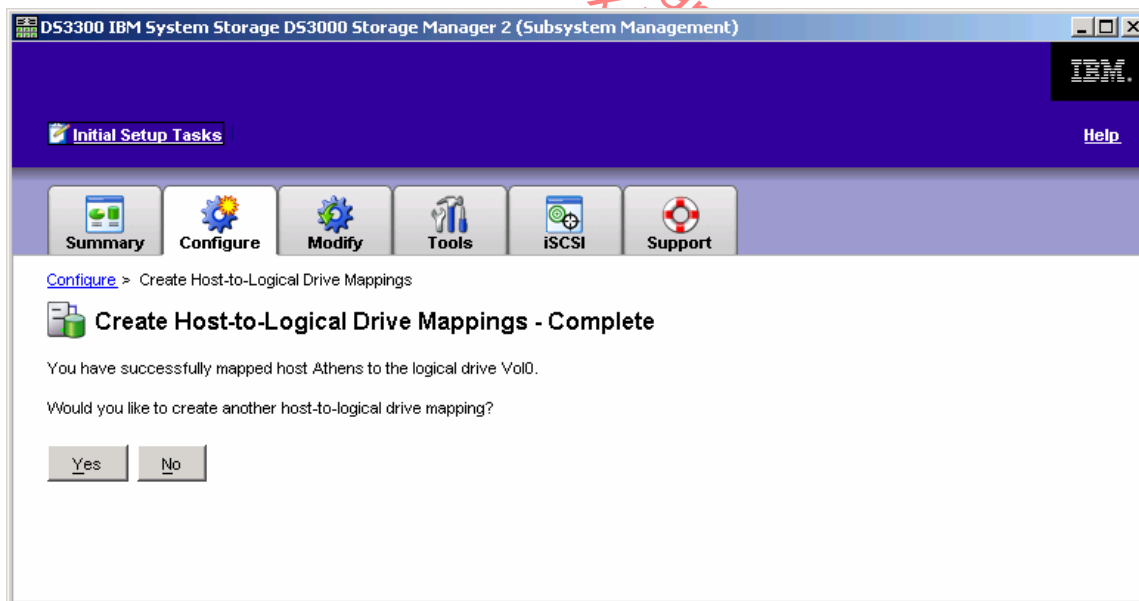 DS3300 IBM System Storage DS3000 Storage Manager 2 (Subsystem Management)
IBM.
Initial Setup Tasks
Help
Summary
Configure
Modify
Tools
iSCSI
Support
Configure > Create Host-to-Logical Drive Mappings
Create Host-to-Logical Drive Mappings - Complete
You have successfully mapped host Athens to the logical drive Vol0.
Would you like to create another host-to-logical drive mapping?
Yes
No